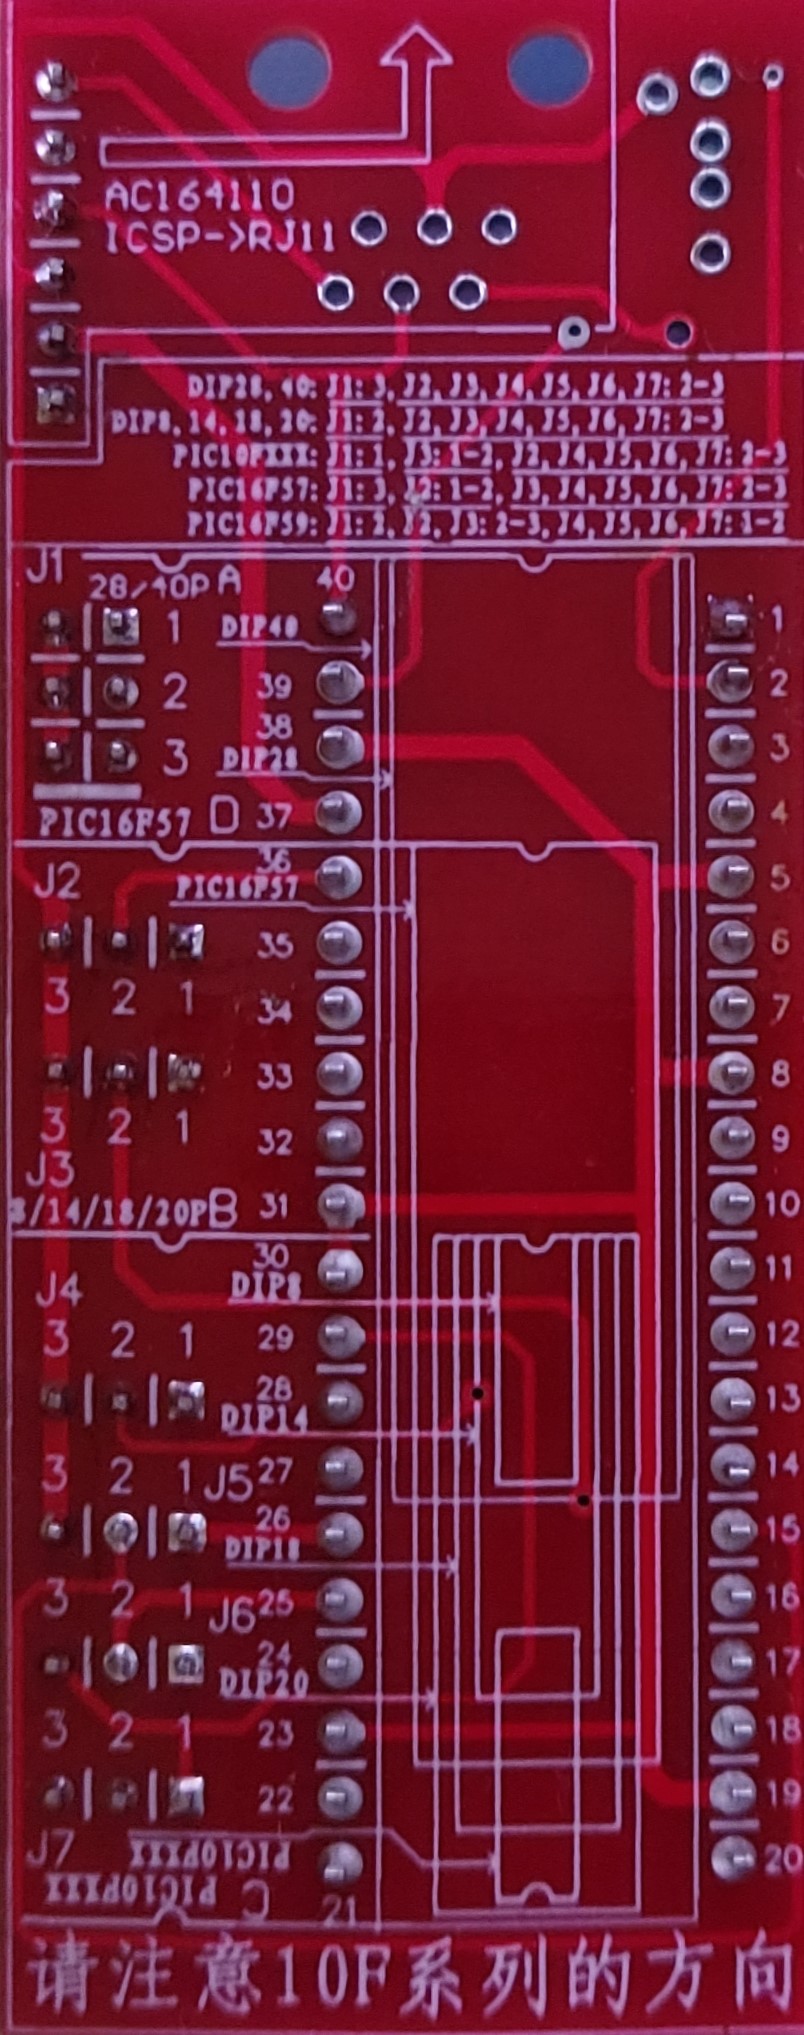 AC164110
ICSP->RJ11
DIP28, 40: J1: 3, J2, J3, J4, J5, J6, J7: 2-3
DIP8, 14, 18, 20: J1: 2, J2, J3, J4, J5, J6, J7: 2-3
PIC10FXXX: J1: 1, J3: 1-2, J2, J4, J5, J6, J7: 2-3
PIC16F57: J1: 3, J2: 1-2, J3, J4, J5, J6, J7: 2-3
PIC16F59: J1: 2, J2, J3: 2-3, J4, J5, J6, J7: 1-2
J1
28/40P A 40
1 DIP40 1
2 39 2
38
3 DIP28 3
PIC16F57 D 37 4
36
J2 PIC16F57 5
35 6
3 2 1 34 7
33 8
3 2 1 32 9
J3
8/14/18/20P B 31 10
30 11
J4 DIP8
3 2 1 29 12
28 13
DIP14
3 2 1 J5 27 14
26 15
DIP18
3 2 1 J6 25 16
24 17
DIP20
3 2 1 23 18
22 19
J7 PIC10FXXX 20
PIC10FXXX C 21
请注意10F系列的方向